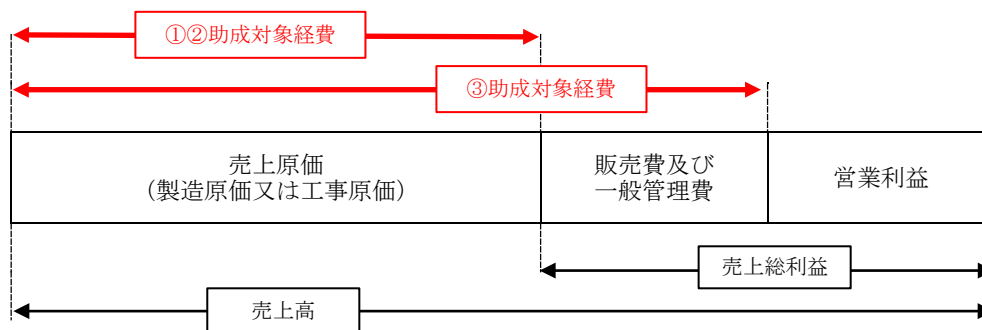 ①②助成対象経費
③助成対象経費
売上原価
（製造原価又は工事原価）
販売費及び
一般管理費
営業利益
売上総利益
売上高